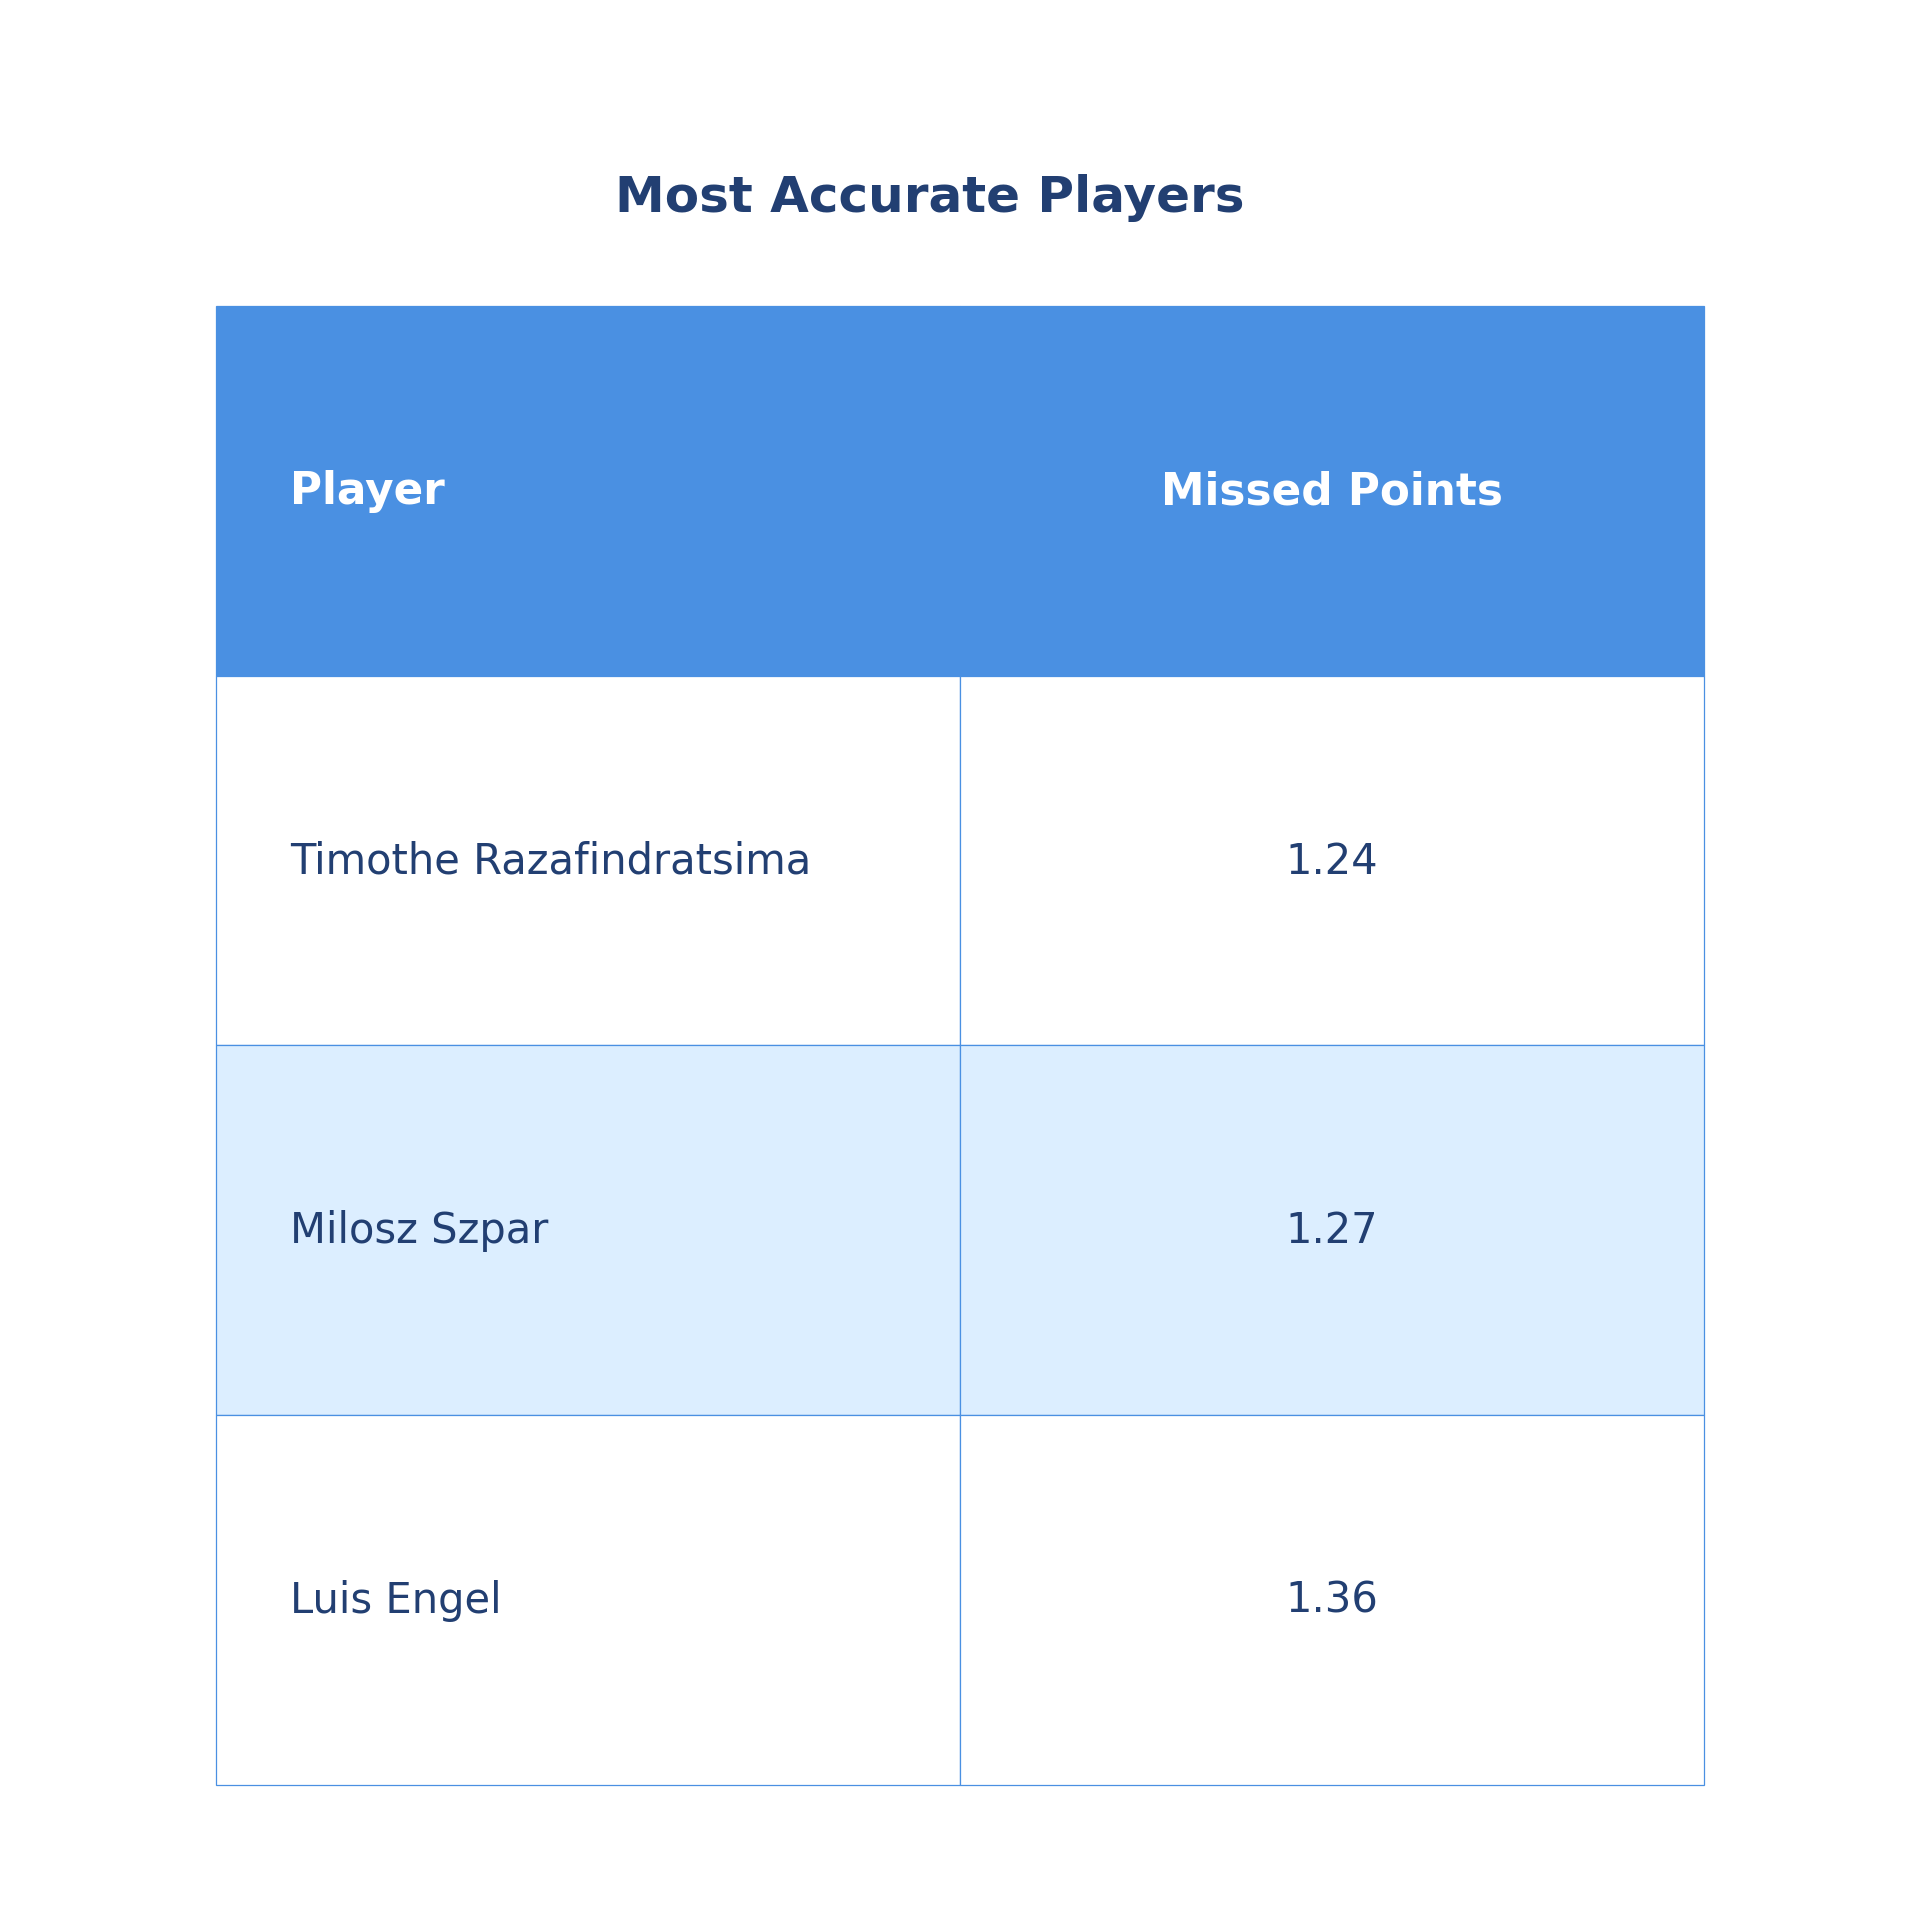 Most Accurate Players
Player Missed Points
Timothe Razafindratsima 1.24
Milosz Szpar 1.27
Luis Engel 1.36